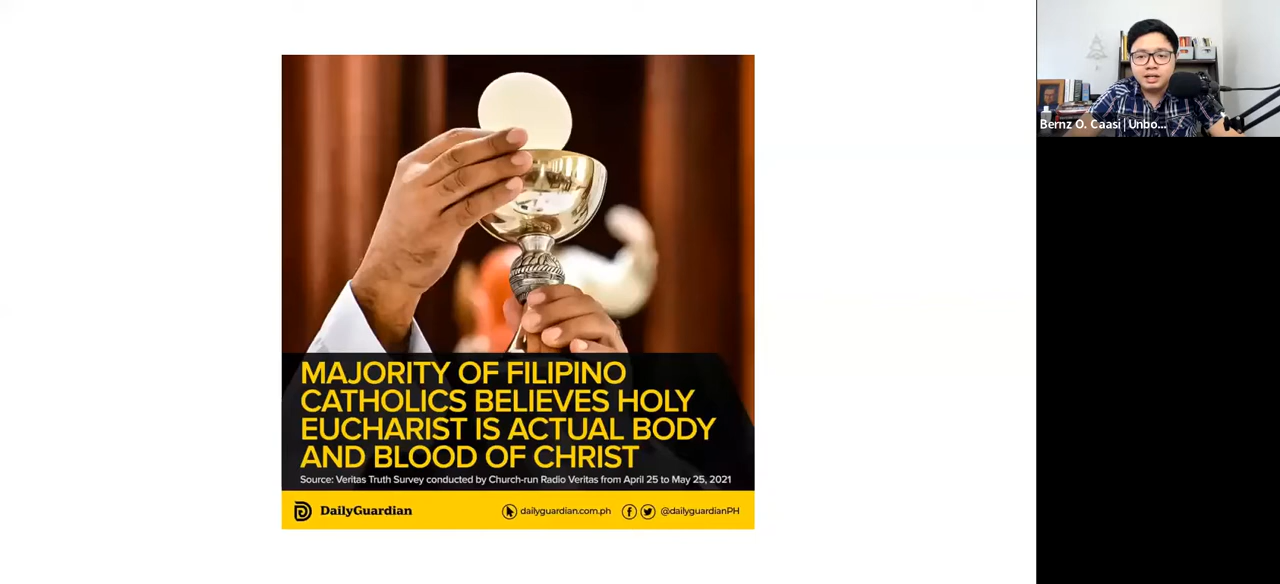 MAJORITY OF FILIPINO
CATHOLICS BELIEVES HOLY
EUCHARIST IS ACTUAL BODY
AND BLOOD OF CHRIST
Source: Veritas Truth Survey conducted by Church-run Radio Veritas from April 25 to May 25, 2021
DailyGuardian
dailyguardian.com.ph
@dailyguardianPH
Bernz O. Caasi | Unbo...